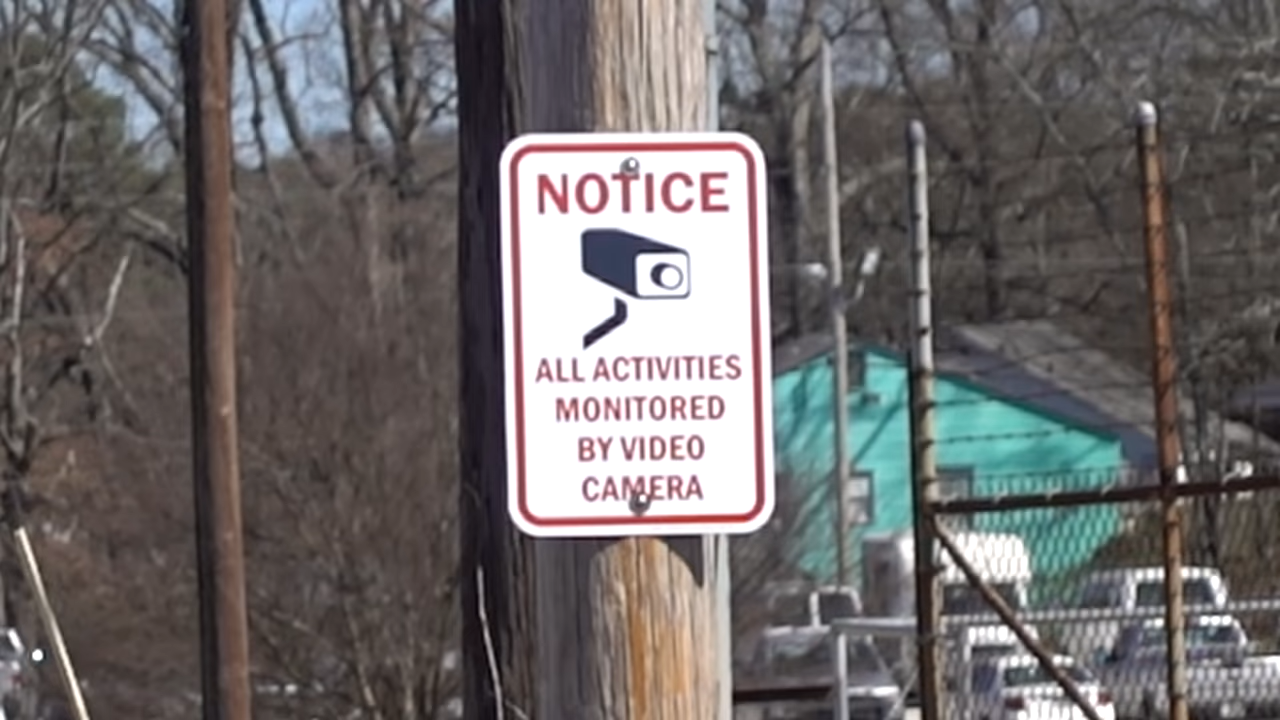 NOTICE
ALL ACTIVITIES
MONITORED
BY VIDEO
CAMERA